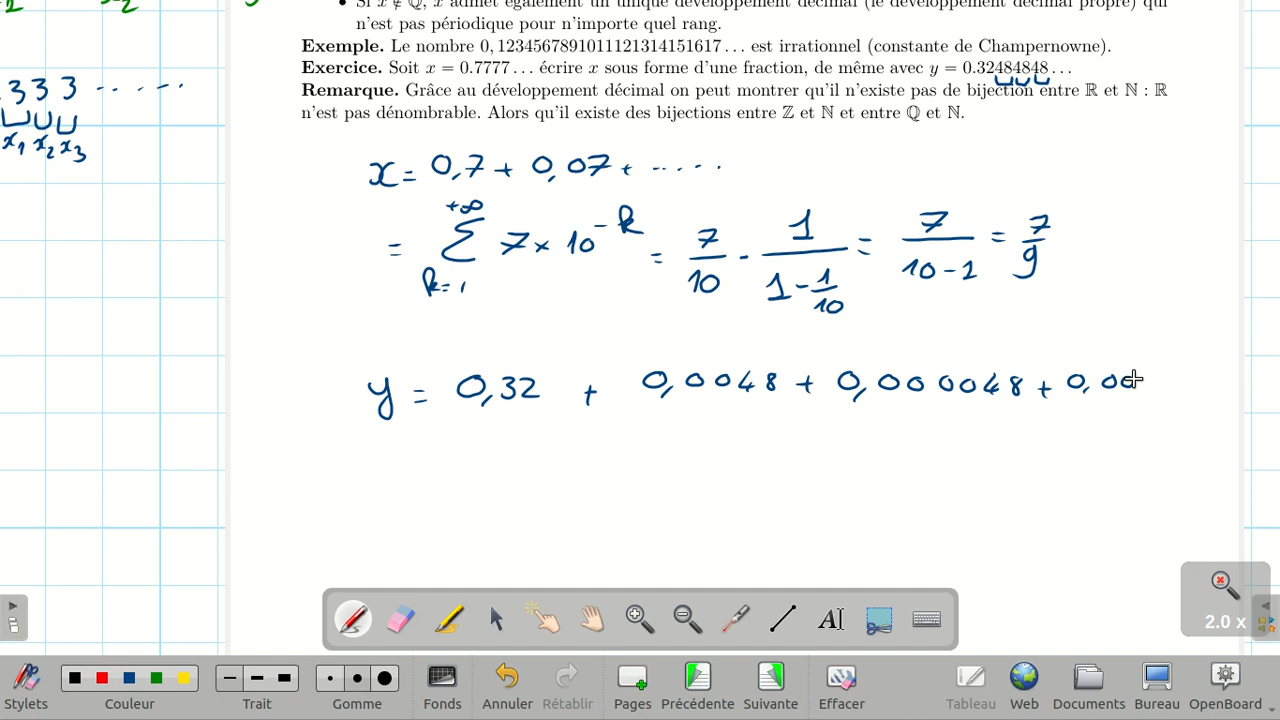 • Si x ∉ ℚ, x admet également un unique développement décimal (le développement décimal propre) qui
n'est pas périodique pour n'importe quel rang.
Exemple. Le nombre 0,1234567891011121314151617... est irrationnel (constante de Champernowne).
Exercice. Soit x = 0.7777... écrire x sous forme d'une fraction, de même avec y = 0.32484848...
Remarque. Grâce au développement décimal on peut montrer qu'il n'existe pas de bijection entre ℝ et ℕ : ℝ
n'est pas dénombrable. Alors qu'il existe des bijections entre ℤ et ℕ et entre ℚ et ℕ.
333......
x1 x2 x3
x = 0,7 + 0,07 + .....
= Σ_{k=1}^{+∞} 7 × 10^{-k} = 7/10 · 1/(1 - 1/10) = 7/(10-1) = 7/9
y = 0,32 + 0,0048 + 0,000048 + 0,00
2.0 x
Stylets Couleur Trait Gomme Fonds Annuler Rétablir Pages Précédente Suivante Effacer Tableau Web Documents Bureau OpenBoard